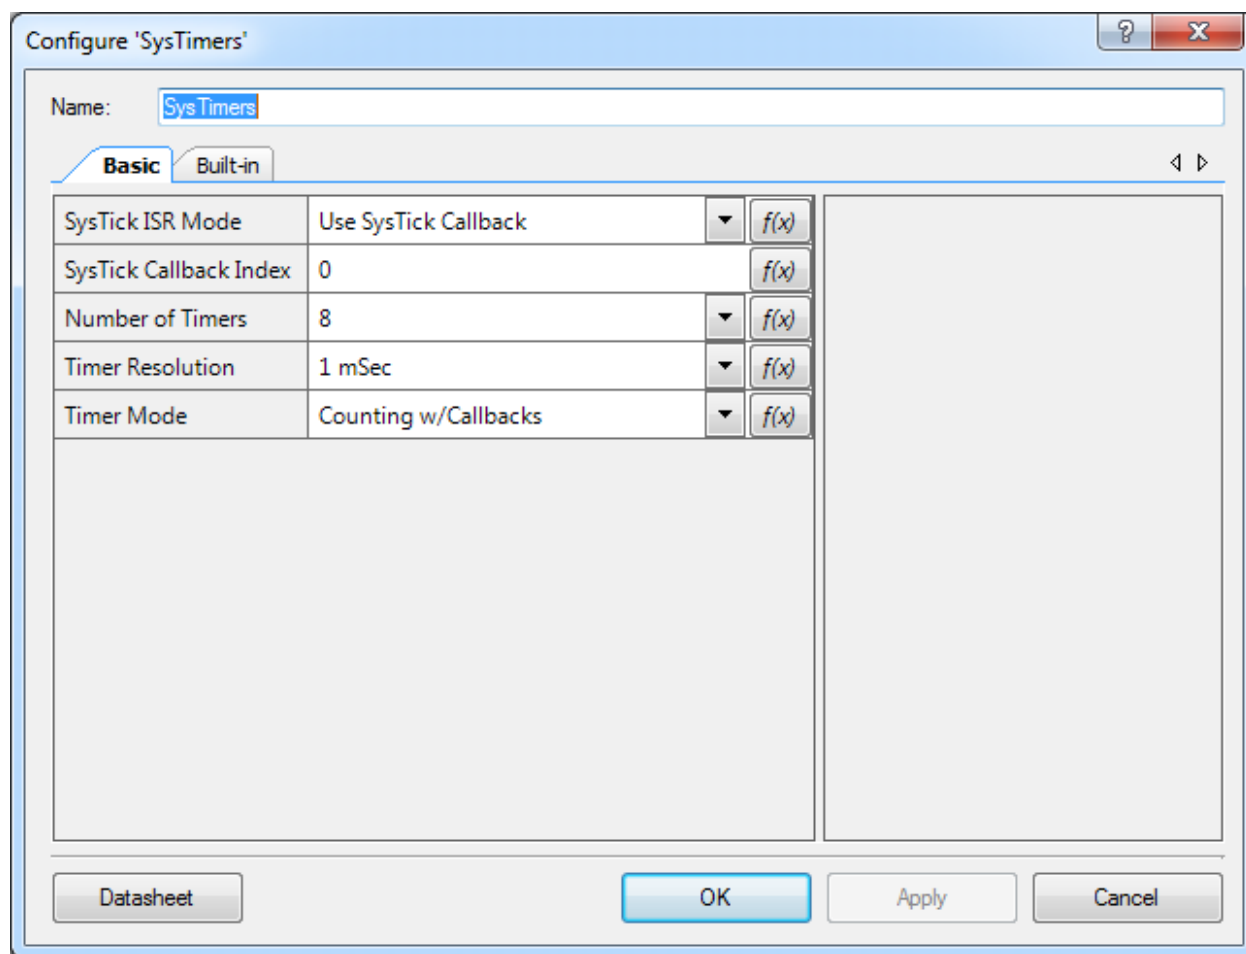 Configure 'SysTimers'
?
Name: SysTimers
Basic Built-in
SysTick ISR Mode Use SysTick Callback f(x)
SysTick Callback Index 0 f(x)
Number of Timers 8 f(x)
Timer Resolution 1 mSec f(x)
Timer Mode Counting w/Callbacks f(x)
Datasheet OK Apply Cancel